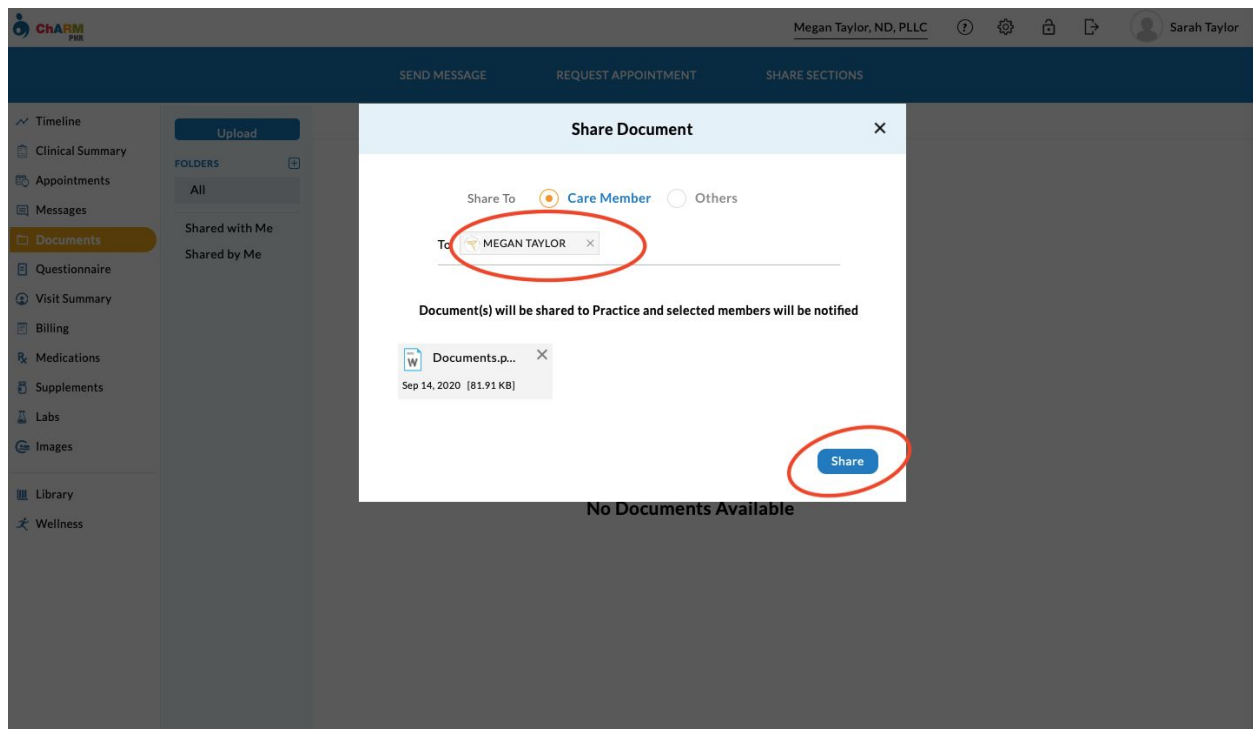 ChARM
PHR
Megan Taylor, ND, PLLC
Sarah Taylor
SEND MESSAGE
REQUEST APPOINTMENT
SHARE SECTIONS
Timeline
Clinical Summary
Appointments
Messages
Documents
Questionnaire
Visit Summary
Billing
Medications
Supplements
Labs
Images
Library
Wellness
Upload
FOLDERS
All
Shared with Me
Shared by Me
Share Document
Share To Care Member Others
To MEGAN TAYLOR
Document(s) will be shared to Practice and selected members will be notified
W Documents.p...
Sep 14, 2020 [81.91 KB]
Share
No Documents Available